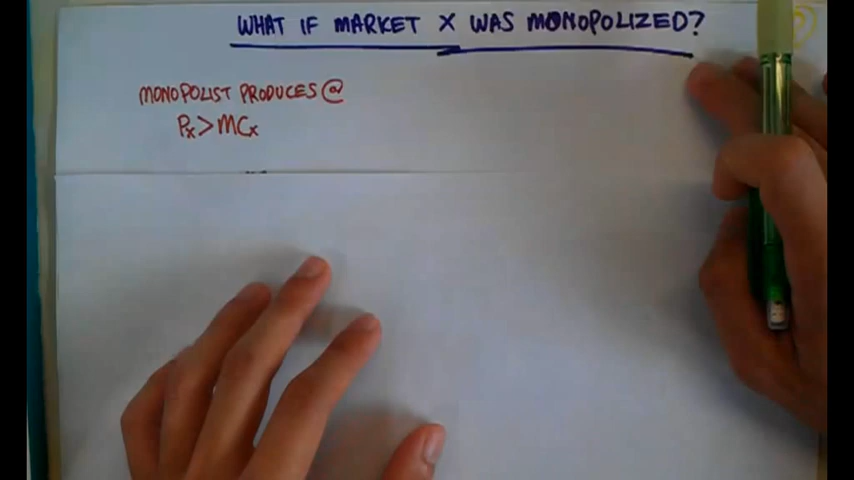 WHAT IF MARKET X WAS MONOPOLIZED?
MONOPOLIST PRODUCES @
Px > MCx